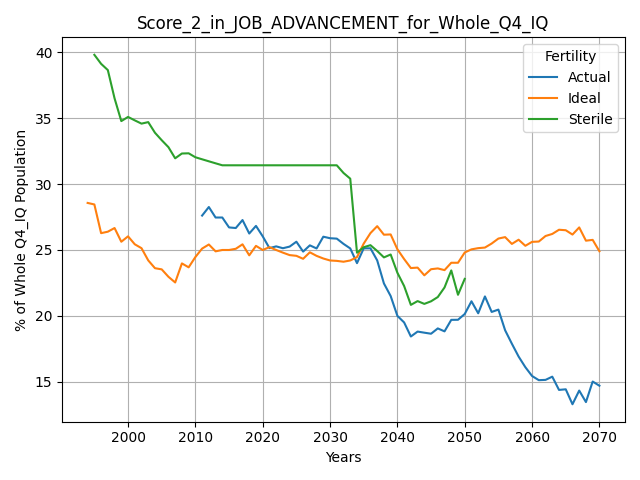 Score_2_in_JOB_ADVANCEMENT_for_Whole_Q4_IQ
% of Whole Q4_IQ Population
40
35
30
25
20
15
Fertility
Actual
Ideal
Sterile
2000 2010 2020 2030 2040 2050 2060 2070
Years